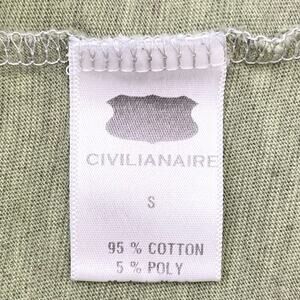 CIVILIANAIRE
S
95 % COTTON
5 % POLY